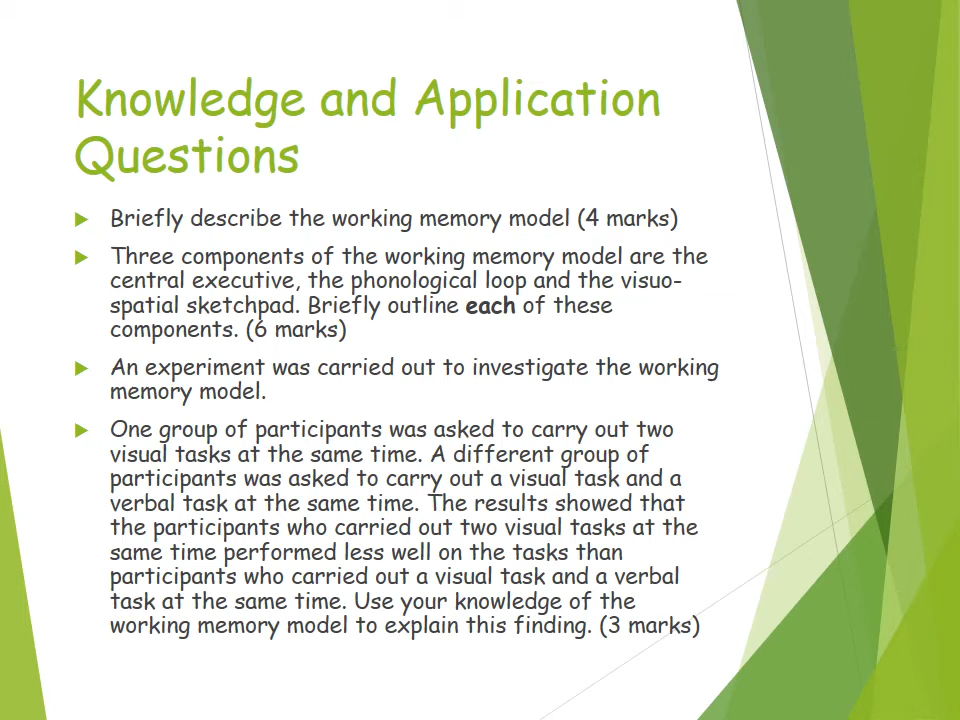 Knowledge and Application
Questions
Briefly describe the working memory model (4 marks)
Three components of the working memory model are the
central executive, the phonological loop and the visuo-
spatial sketchpad. Briefly outline each of these
components. (6 marks)
An experiment was carried out to investigate the working
memory model.
One group of participants was asked to carry out two
visual tasks at the same time. A different group of
participants was asked to carry out a visual task and a
verbal task at the same time. The results showed that
the participants who carried out two visual tasks at the
same time performed less well on the tasks than
participants who carried out a visual task and a verbal
task at the same time. Use your knowledge of the
working memory model to explain this finding. (3 marks)